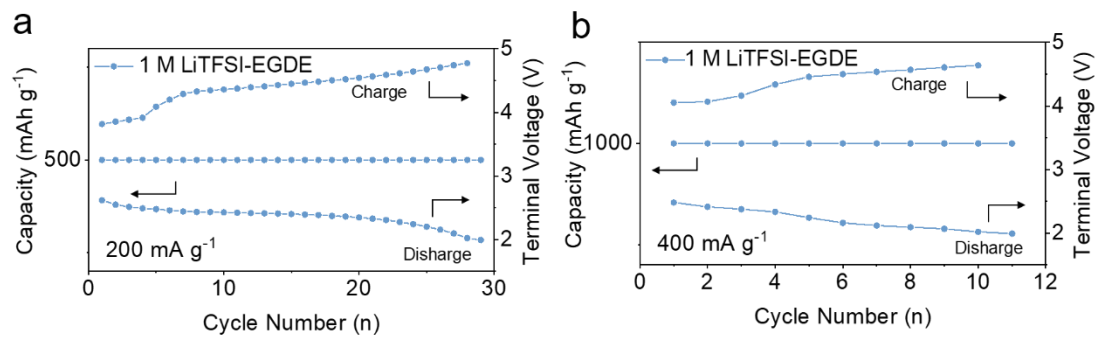 a
1 M LiTFSI-EGDE
Charge
Disharge
200 mA g⁻¹
Capacity (mAh g⁻¹)
500
5
4
3
2
Terminal Voltage (V)
0
10
20
30
Cycle Number (n)
b
1 M LiTFSI-EGDE
Charge
Disharge
400 mA g⁻¹
Capacity (mAh g⁻¹)
1000
5
4
3
2
Terminal Voltage (V)
0
2
4
6
8
10
12
Cycle Number (n)